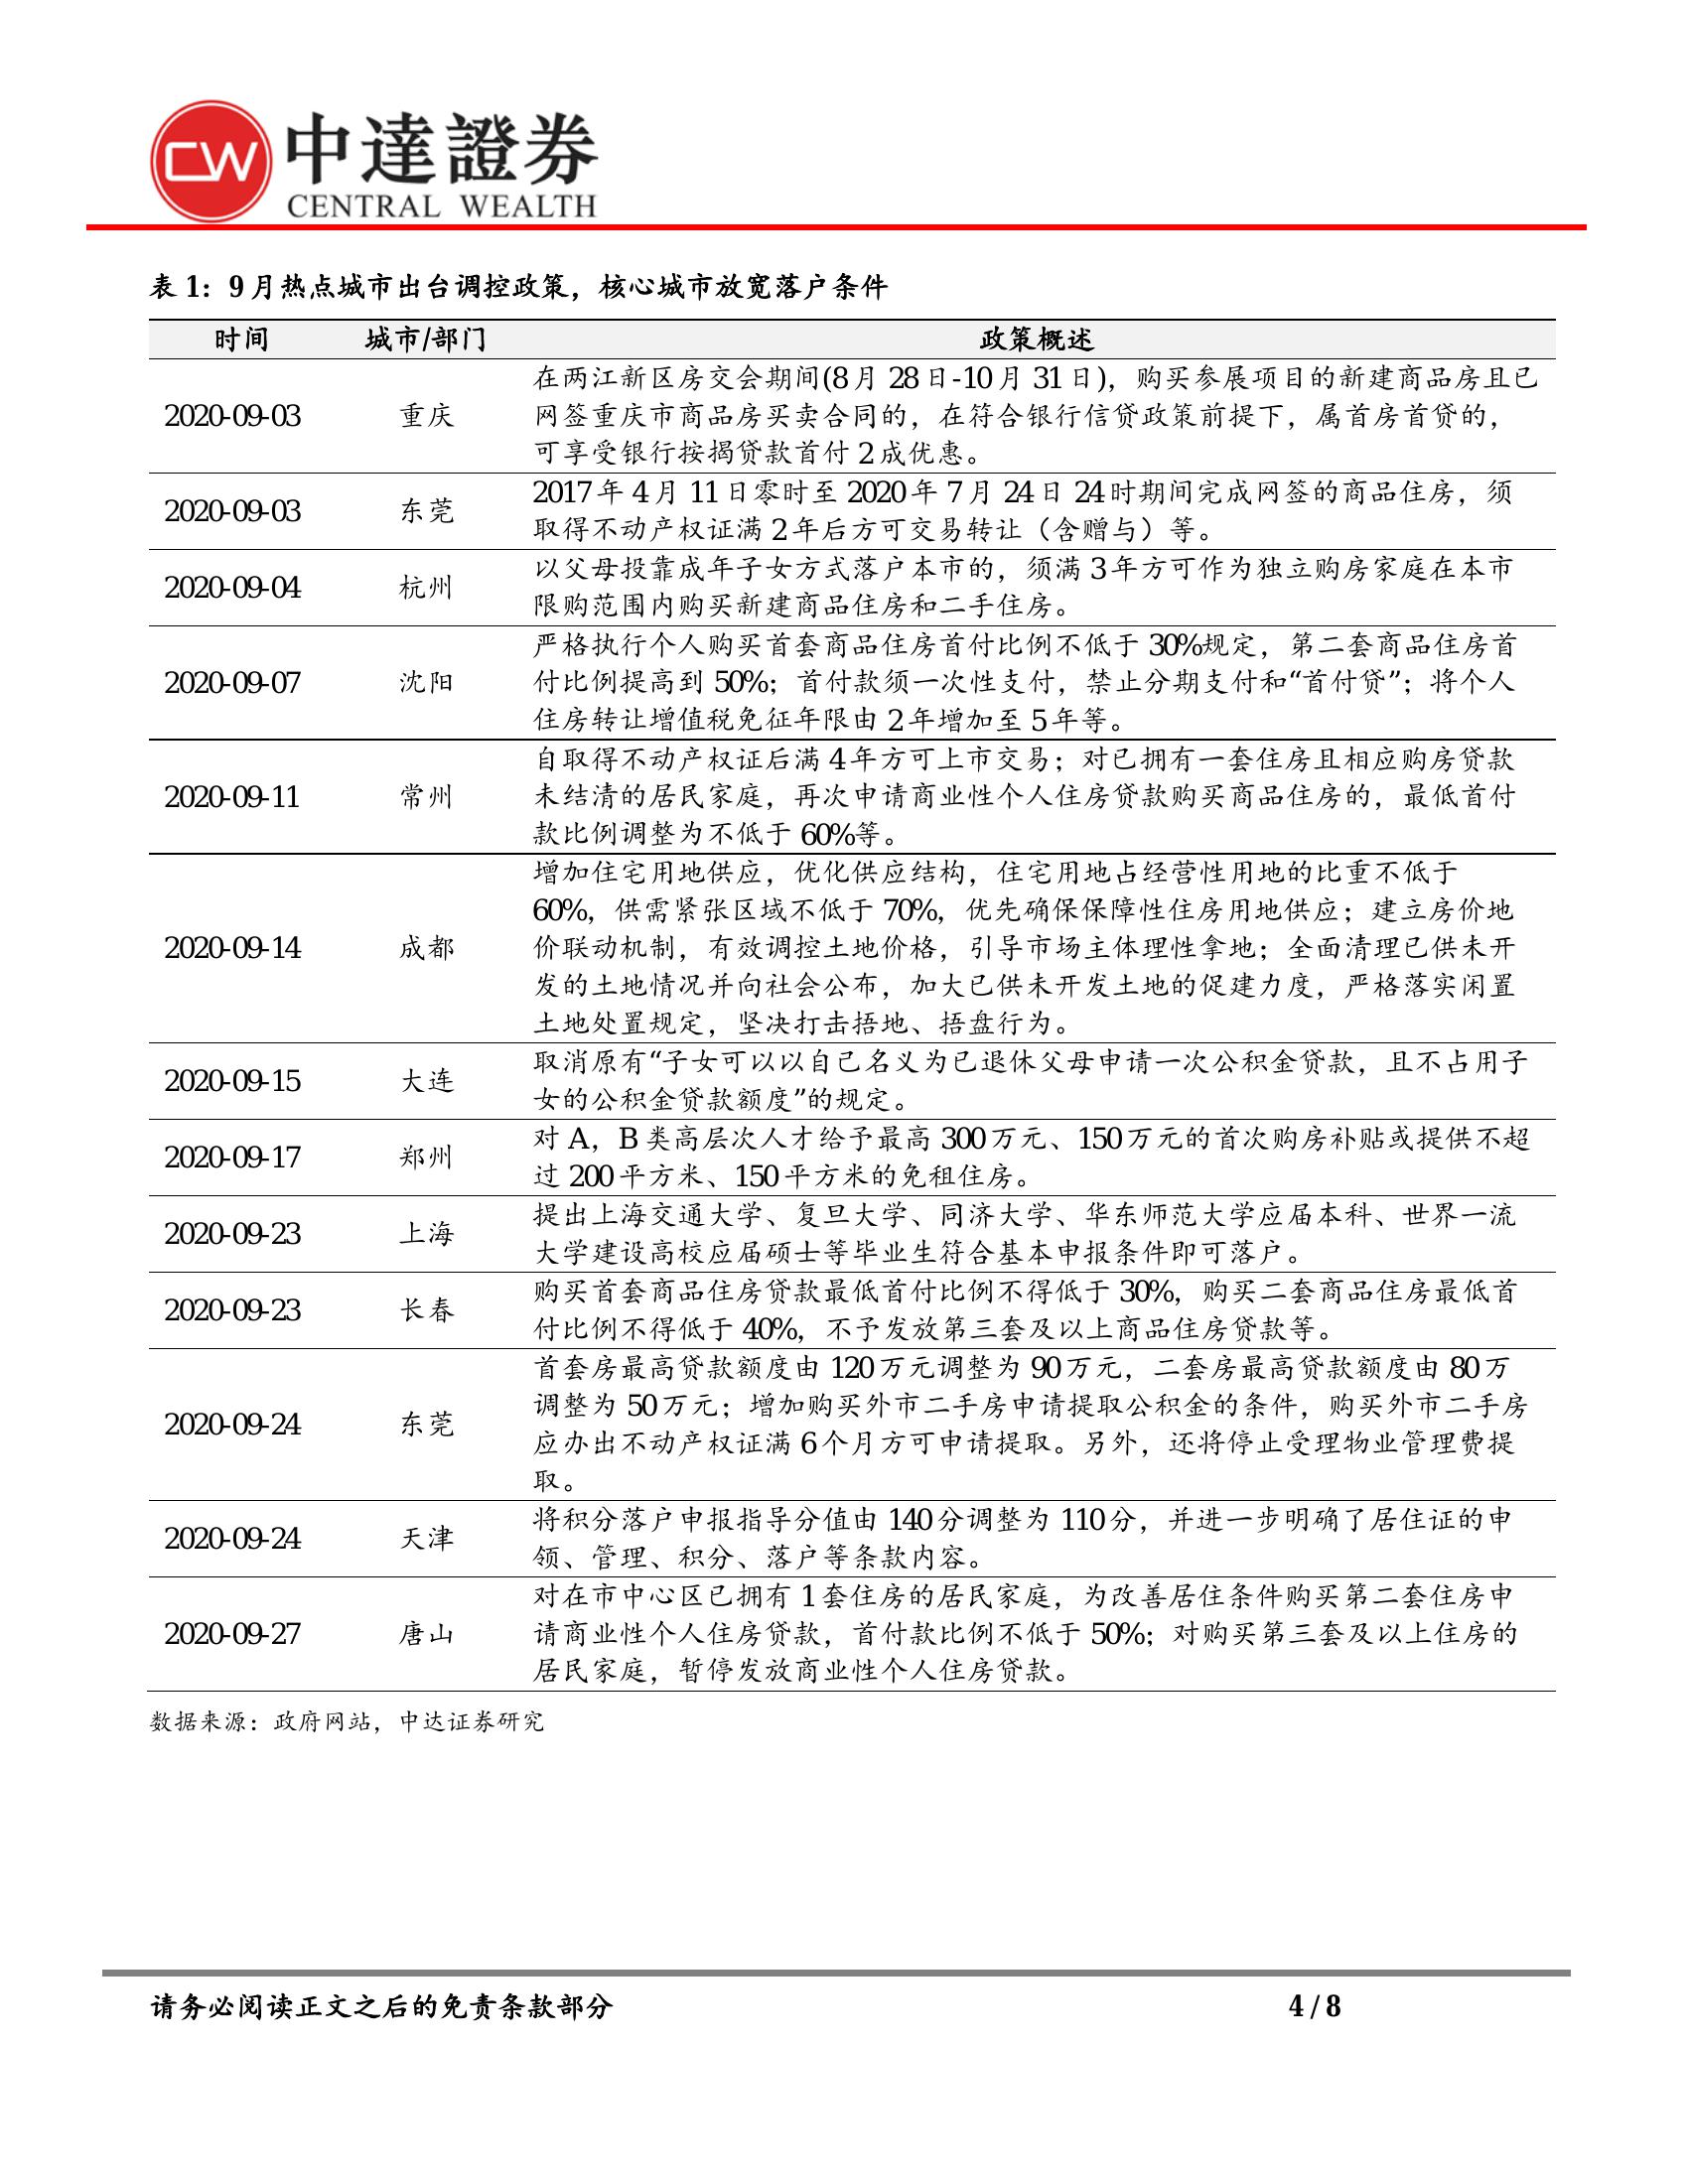 CW 中達證券
CENTRAL WEALTH
表 1：9 月热点城市出台调控政策，核心城市放宽落户条件
时间 城市/部门 政策概述
2020-09-03 重庆
在两江新区房交会期间(8 月 28 日-10 月 31 日)，购买参展项目的新建商品房且已
网签重庆市商品房买卖合同的，在符合银行信贷政策前提下，属首房首贷的，
可享受银行按揭贷款首付 2 成优惠。
2020-09-03 东莞
2017 年 4 月 11 日零时至 2020 年 7 月 24 日 24 时期间完成网签的商品住房，须
取得不动产权证满 2 年后方可交易转让（含赠与）等。
2020-09-04 杭州
以父母投靠成年子女方式落户本市的，须满 3 年方可作为独立购房家庭在本市
限购范围内购买新建商品住房和二手住房。
2020-09-07 沈阳
严格执行个人购买首套商品住房首付比例不低于 30%规定，第二套商品住房首
付比例提高到 50%；首付款须一次性支付，禁止分期支付和“首付贷”；将个人
住房转让增值税免征年限由 2 年增加至 5 年等。
2020-09-11 常州
自取得不动产权证后满 4 年方可上市交易；对已拥有一套住房且相应购房贷款
未结清的居民家庭，再次申请商业性个人住房贷款购买商品住房的，最低首付
款比例调整为不低于 60%等。
2020-09-14 成都
增加住宅用地供应，优化供应结构，住宅用地占经营性用地的比重不低于
60%，供需紧张区域不低于 70%，优先确保保障性住房用地供应；建立房价地
价联动机制，有效调控土地价格，引导市场主体理性拿地；全面清理已供未开
发的土地情况并向社会公布，加大已供未开发土地的促建力度，严格落实闲置
土地处置规定，坚决打击捂地、捂盘行为。
2020-09-15 大连
取消原有“子女可以以自己名义为已退休父母申请一次公积金贷款，且不占用子
女的公积金贷款额度”的规定。
2020-09-17 郑州
对 A，B 类高层次人才给予最高 300 万元、150 万元的首次购房补贴或提供不超
过 200 平方米、150 平方米的免租住房。
2020-09-23 上海
提出上海交通大学、复旦大学、同济大学、华东师范大学应届本科、世界一流
大学建设高校应届硕士等毕业生符合基本申报条件即可落户。
2020-09-23 长春
购买首套商品住房贷款最低首付比例不得低于 30%，购买二套商品住房最低首
付比例不得低于 40%，不予发放第三套及以上商品住房贷款等。
2020-09-24 东莞
首套房最高贷款额度由 120 万元调整为 90 万元，二套房最高贷款额度由 80 万
调整为 50 万元；增加购买外市二手房申请提取公积金的条件，购买外市二手房
应办出不动产权证满 6 个月方可申请提取。另外，还将停止受理物业管理费提
取。
2020-09-24 天津
将积分落户申报指导分值由 140 分调整为 110 分，并进一步明确了居住证的申
领、管理、积分、落户等条款内容。
2020-09-27 唐山
对在市中心区已拥有 1 套住房的居民家庭，为改善居住条件购买第二套住房申
请商业性个人住房贷款，首付款比例不低于 50%；对购买第三套及以上住房的
居民家庭，暂停发放商业性个人住房贷款。
数据来源：政府网站，中达证券研究
请务必阅读正文之后的免责条款部分 4 / 8